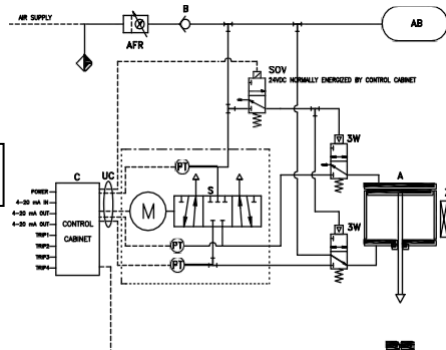 AIR SUPPLY
B
AFR
AB
SOV
24VDC NORMALLY ENERGIZED BY CONTROL CABINET
3W
PT
C
UC
A
POWER
4-20 mA IN
4-20 mA OUT
4-20 mA OUT
TRIP1
TRIP2
TRIP3
TRIP4
CONTROL
CABINET
M
S
3W
PT
PT